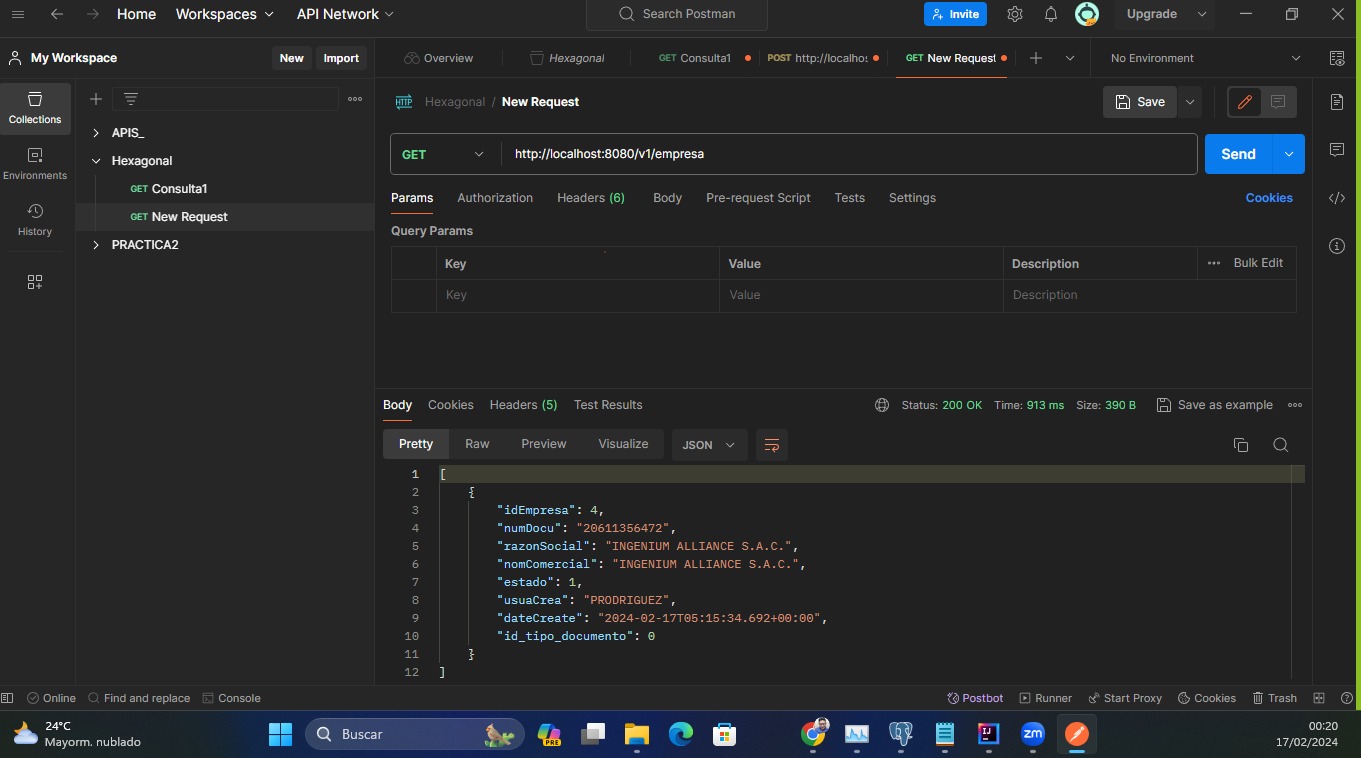 Home Workspaces API Network Search Postman Invite Upgrade
My Workspace New Import Overview Hexagonal GET Consulta1 POST http://localhos GET New Request No Environment
Collections
Environments
History
APIS_
Hexagonal
GET Consulta1
GET New Request
PRACTICA2
HTTP Hexagonal / New Request Save
GET http://localhost:8080/v1/empresa Send
Params Authorization Headers (6) Body Pre-request Script Tests Settings Cookies
Query Params
Key Value Description Bulk Edit
Key Value Description
Body Cookies Headers (5) Test Results Status: 200 OK Time: 913 ms Size: 390 B Save as example
Pretty Raw Preview Visualize JSON
1 [
2 {
3 "idEmpresa": 4,
4 "numDocu": "20611356472",
5 "razonSocial": "INGENIUM ALLIANCE S.A.C.",
6 "nomComercial": "INGENIUM ALLIANCE S.A.C.",
7 "estado": 1,
8 "usuaCrea": "PRODRIGUEZ",
9 "dateCreate": "2024-02-17T05:15:34.692+00:00",
10 "id_tipo_documento": 0
11 }
12 ]
Online Find and replace Console Postbot Runner Start Proxy Cookies Trash
24°C
Mayorm. nublado
Buscar
PRE
IJ
zm
00:20
17/02/2024